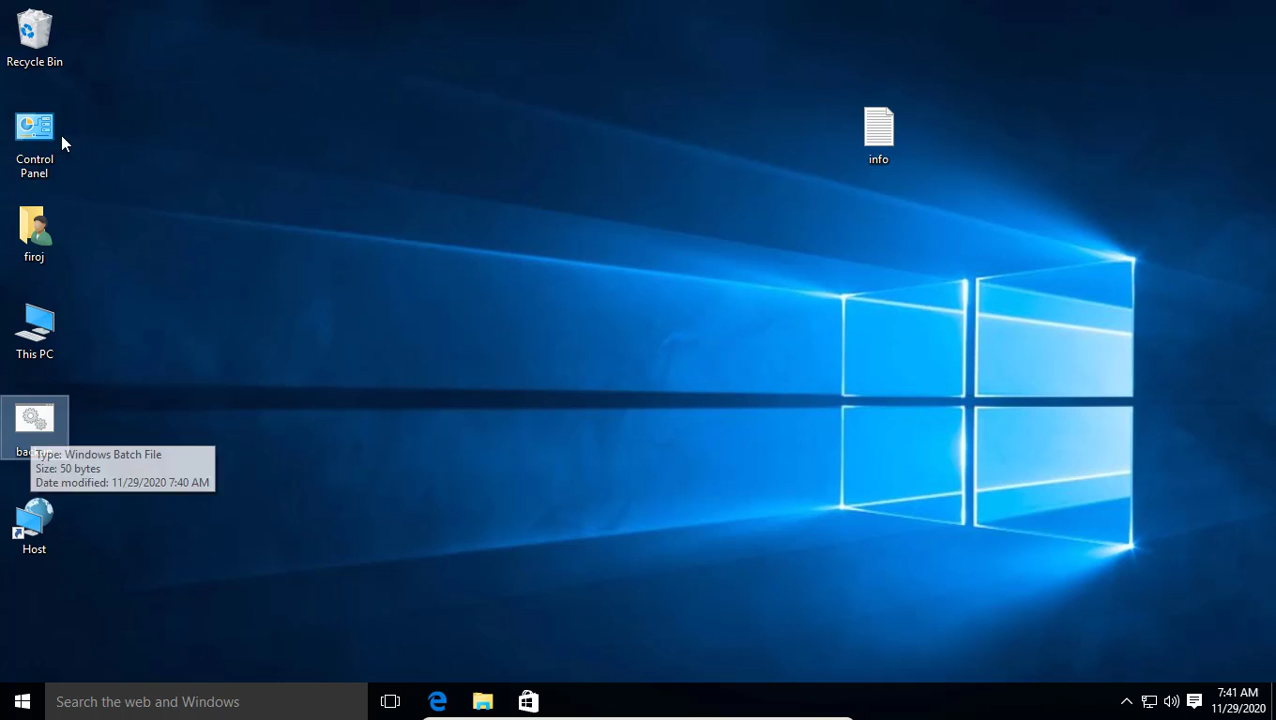 Recycle Bin
Control
Panel
info
firoj
This PC
Type: Windows Batch File
Size: 50 bytes
Date modified: 11/29/2020 7:40 AM
Host
Search the web and Windows
7:41 AM
11/29/2020